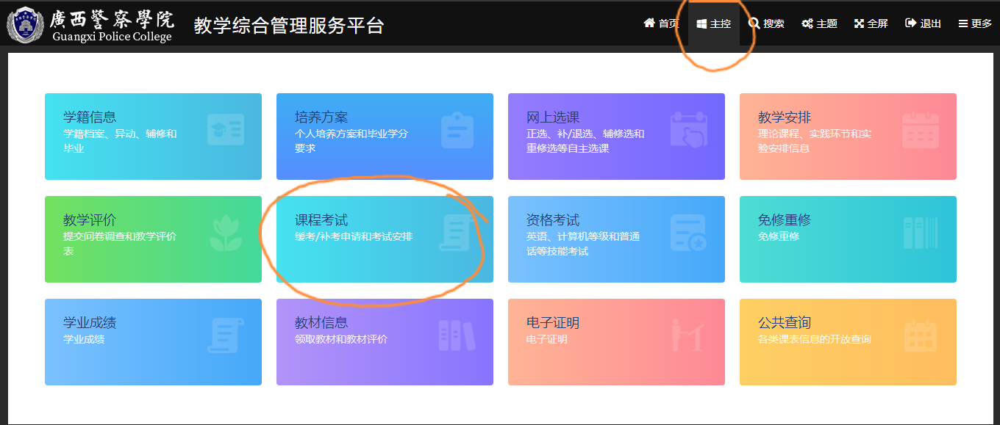 廣西警察學院
Guangxi Police College
教学综合管理服务平台
首页
主控
搜索
主题
全屏
退出
更多
学籍信息
学籍档案、异动、辅修和
毕业
培养方案
个人培养方案和毕业学分
要求
网上选课
正选、补/退选、辅修选和
重修选等自主选课
教学安排
理论课程、实践环节和实
验安排信息
教学评价
提交问卷调查和教学评价
表
课程考试
缓考/补考申请和考试安排
资格考试
英语、计算机等级和普通
话等技能考试
免修重修
免修重修
学业成绩
学业成绩
教材信息
领取教材和教材评价
电子证明
电子证明
公共查询
各类课表信息的开放查询